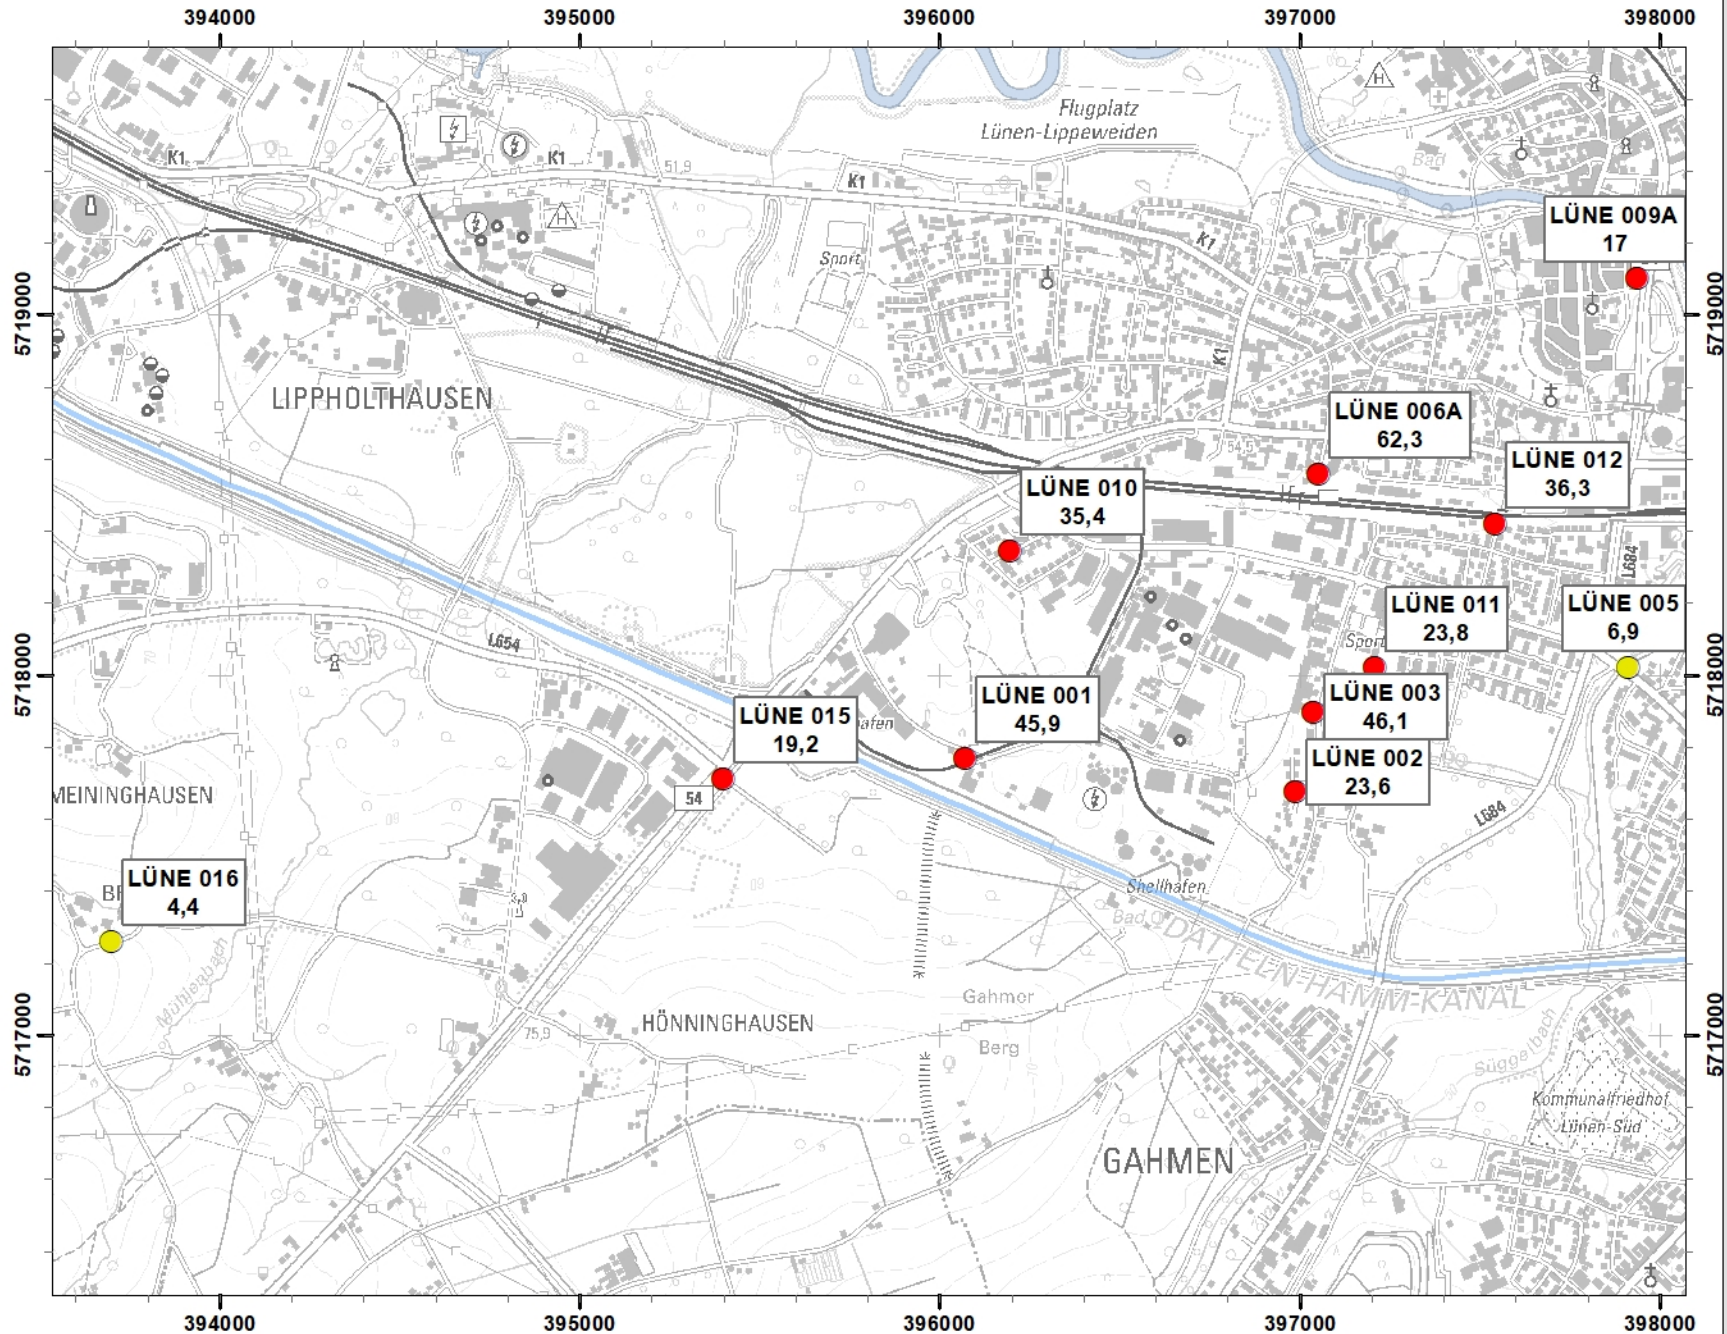 394000
395000
396000
397000
398000
Flugplatz
Lünen-Lippeweiden
K1
K1
51,9
K1
Bad
H
LÜNE 009A
17
H
K1
Sport
5719000
5719000
K1
LIPPHOLTHAUSEN
LÜNE 006A
62,3
54,5
LÜNE 012
36,3
LÜNE 010
35,4
L684
LÜNE 011
23,8
LÜNE 005
6,9
Sport
L654
70
5718000
5718000
LÜNE 001
45,9
LÜNE 003
46,1
LÜNE 015
19,2
hafen
LÜNE 002
23,6
MEININGHAUSEN
54
L684
LÜNE 016
4,4
BR
60
Shellhafen
Bad
DATTELN-HAMM-KANAL
Mühlenbach
Gahmer
Berg
HÖNNINGHAUSEN
75,9
5717000
5717000
Süggelbach
Kommunalfriedhof
Lünen-Süd
GAHMEN
394000
395000
396000
397000
398000